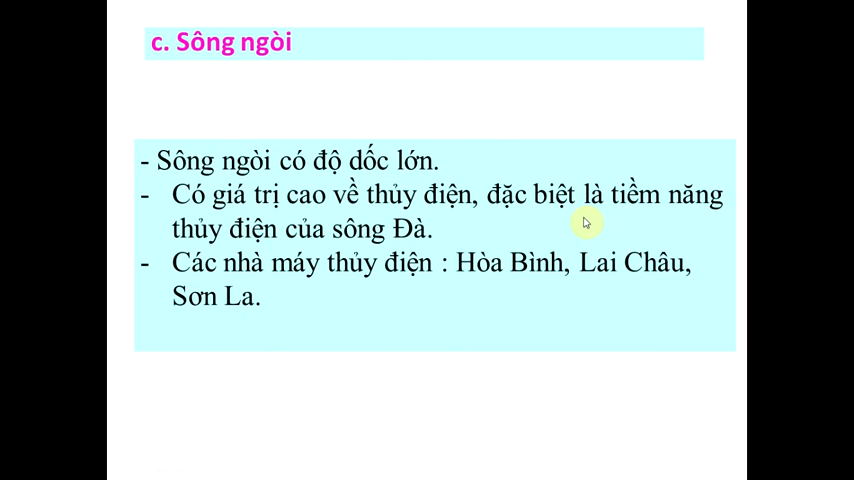 c. Sông ngòi
- Sông ngòi có độ dốc lớn.
- Có giá trị cao về thủy điện, đặc biệt là tiềm năng
thủy điện của sông Đà.
- Các nhà máy thủy điện : Hòa Bình, Lai Châu,
Sơn La.